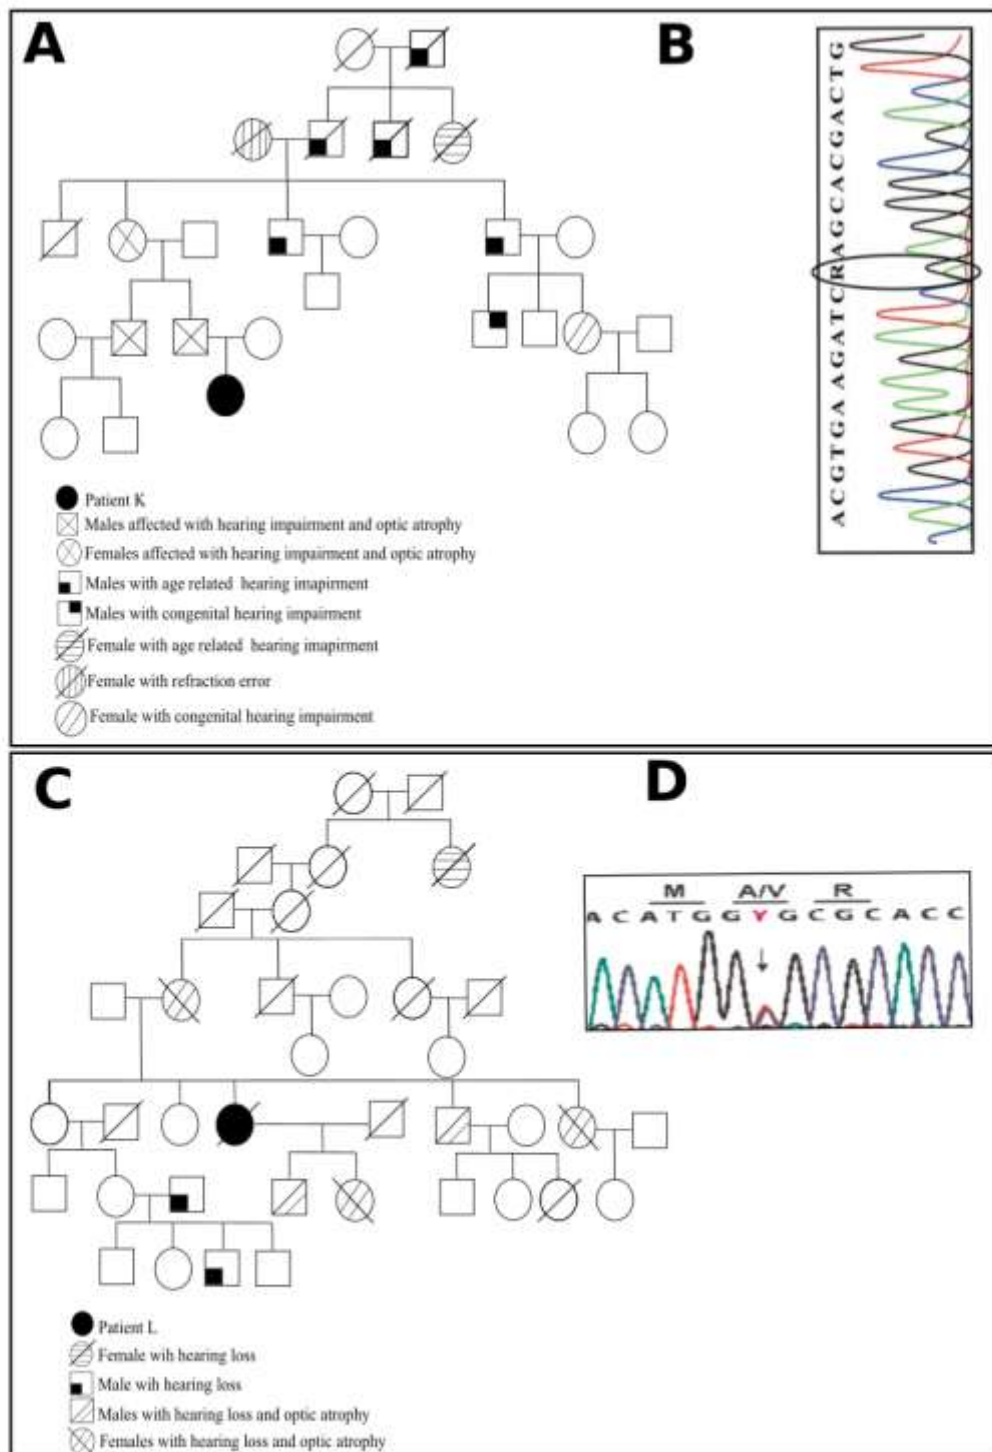 A
B
ACGTGAAGATCRAGCACGACTG
Patient K
Males affected with hearing impairment and optic atrophy
Females affected with hearing impairment and optic atrophy
Males with age related hearing imapirment
Males with congenital hearing impairment
Female with age related hearing imapirment
Female with refraction error
Female with congenital hearing impairment
C
D
M A/V R
A C A T G G Y G C G C A C C
Patient L
Female wih hearing loss
Male wih hearing loss
Males with hearing loss and optic atrophy
Females with hearing loss and optic atrophy